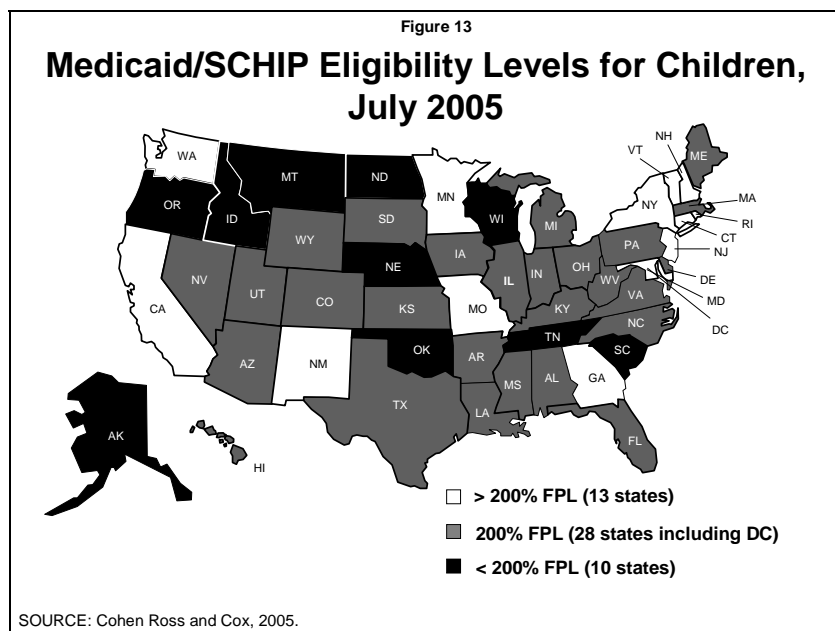 Figure 13
Medicaid/SCHIP Eligibility Levels for Children,
July 2005
WA
MT
ND
MN
VT
NH
ME
OR
ID
SD
WI
MI
NY
MA
RI
CT
WY
IA
PA
NJ
NV
NE
IL
IN
OH
WV
DE
MD
DC
CA
UT
CO
KS
MO
KY
VA
NC
TN
AZ
NM
OK
AR
SC
MS
AL
GA
TX
LA
FL
AK
HI
> 200% FPL (13 states)
200% FPL (28 states including DC)
< 200% FPL (10 states)
SOURCE: Cohen Ross and Cox, 2005.